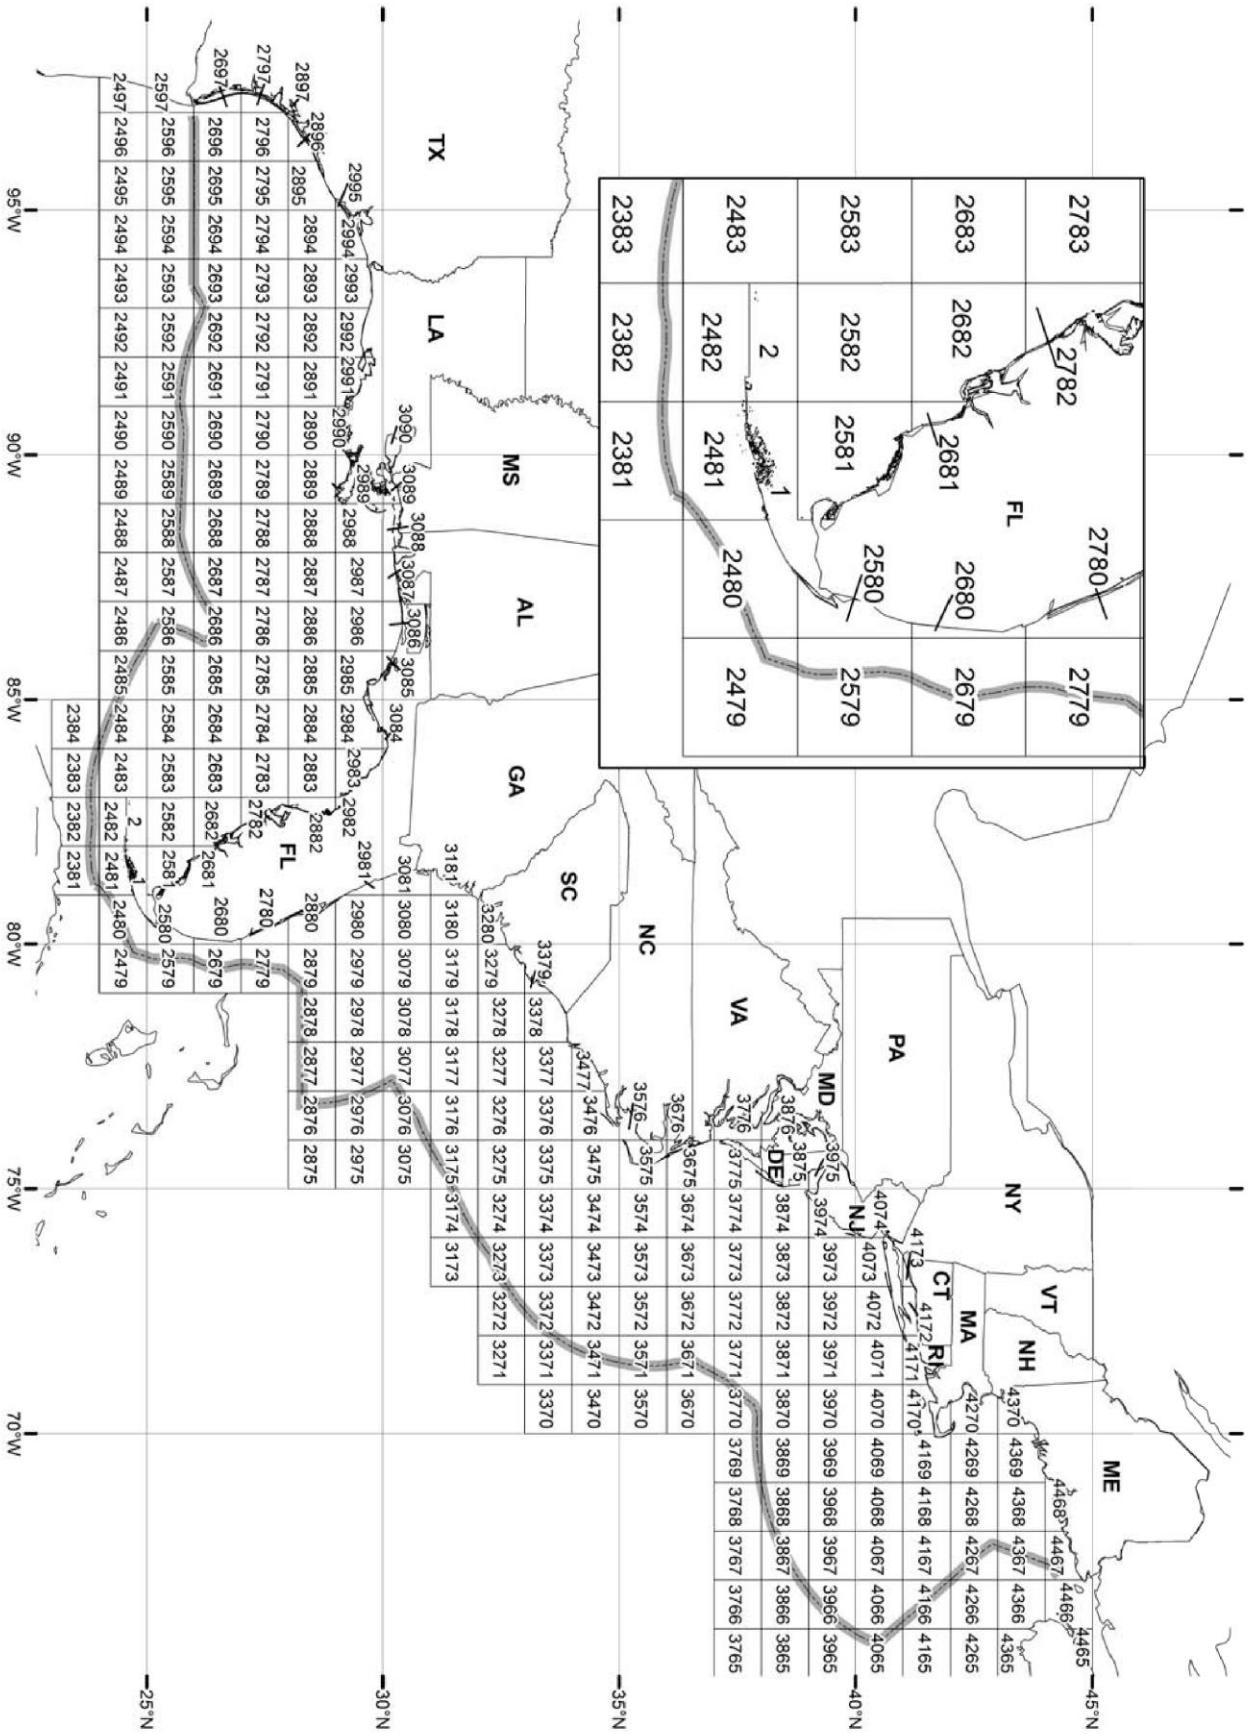 45°N
40°N
35°N
30°N
25°N
95°W
90°W
85°W
80°W
75°W
70°W
ME
VT
NH
NY
MA
CT
RI
PA
NJ
MD
DE
VA
NC
SC
TX
LA
MS
AL
GA
FL
4468 4467 4466 4465
4370 4369 4368 4367 4366 4365
4270 4269 4268 4267 4266 4265
4173 4172 4171 4170 4169 4168 4167 4166 4165
4074 4073 4072 4071 4070 4069 4068 4067 4066 4065
3975 3974 3973 3972 3971 3970 3969 3968 3967 3966 3965
3876 3875 3874 3873 3872 3871 3870 3869 3868 3867 3866 3865
3776 3775 3774 3773 3772 3771 3770 3769 3768 3767 3766 3765
3676 3675 3674 3673 3672 3671 3670
3576 3575 3574 3573 3572 3571 3570
3477 3476 3475 3474 3473 3472 3471 3470
3379 3378 3377 3376 3375 3374 3373 3372 3371 3370
3280 3279 3278 3277 3276 3275 3274 3273 3272 3271
3181 3180 3179 3178 3177 3176 3175 3174 3173
3090 3089 3088 3087 3086 3085 3084 3081 3080 3079 3078 3077 3076 3075
2995 2994 2993 2992 2991 2990 2989 2988 2987 2986 2985 2984 2983 2982 2981 2980 2979 2978 2977 2976 2975
2897 2896 2895 2894 2893 2892 2891 2890 2889 2888 2887 2886 2885 2884 2883 2882 2880 2879 2878 2877 2876 2875
2797 2796 2795 2794 2793 2792 2791 2790 2789 2788 2787 2786 2785 2784 2783 2782 2780 2779
2697 2696 2695 2694 2693 2692 2691 2690 2689 2688 2687 2686 2685 2684 2683 2682 2681 2680 2679
2597 2596 2595 2594 2593 2592 2591 2590 2589 2588 2587 2586 2585 2584 2583 2582 2581 2580 2579
2 1
2497 2496 2495 2494 2493 2492 2491 2490 2489 2488 2487 2486 2485 2484 2483 2482 2481 2480 2479
2384 2383 2382 2381
2783 2782 FL 2780 2779
2683 2682 2681 2680 2679
2583 2582 2581 2580 2579
2 1
2483 2482 2481 2480 2479
2383 2382 2381